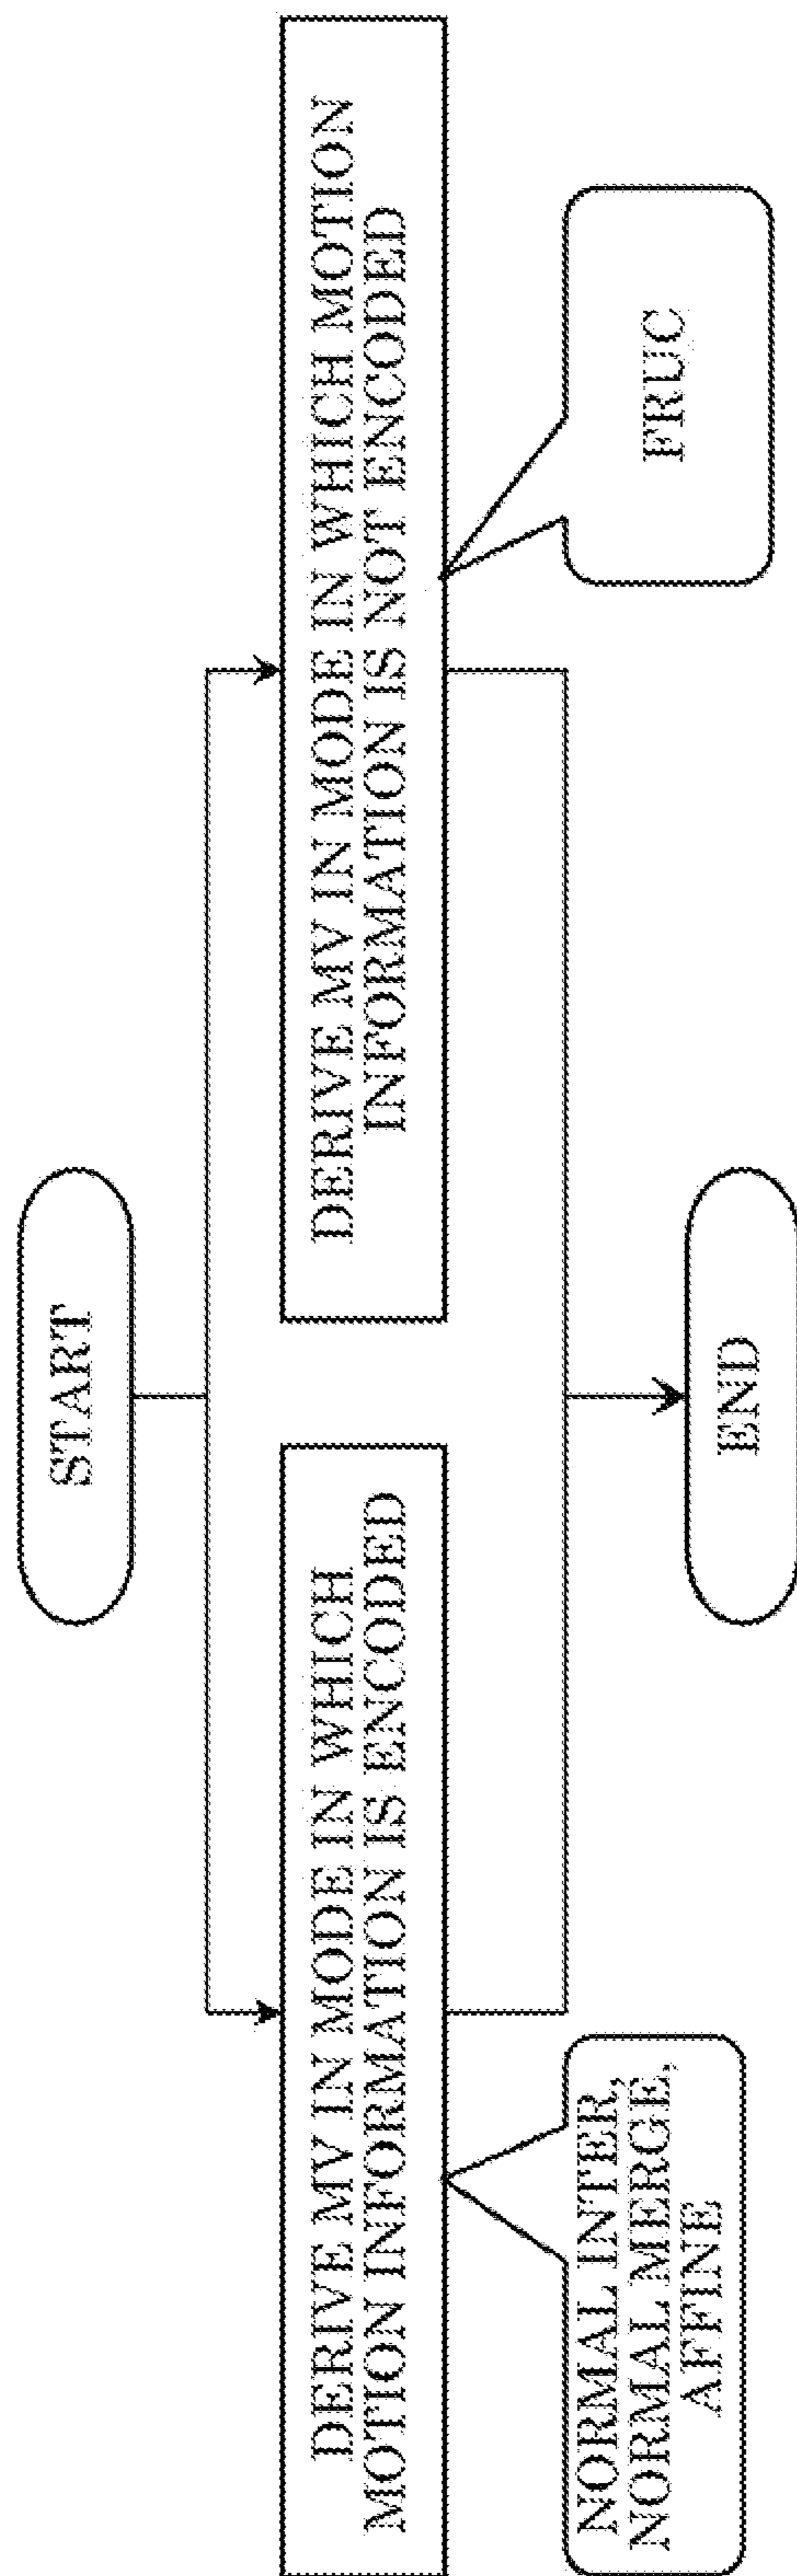 START
DERIVE MV IN MODE IN WHICH
MOTION INFORMATION IS ENCODED
DERIVE MV IN MODE IN WHICH MOTION
INFORMATION IS NOT ENCODED
NORMAL INTER,
NORMAL MERGE,
AFFINE
FRUC
END